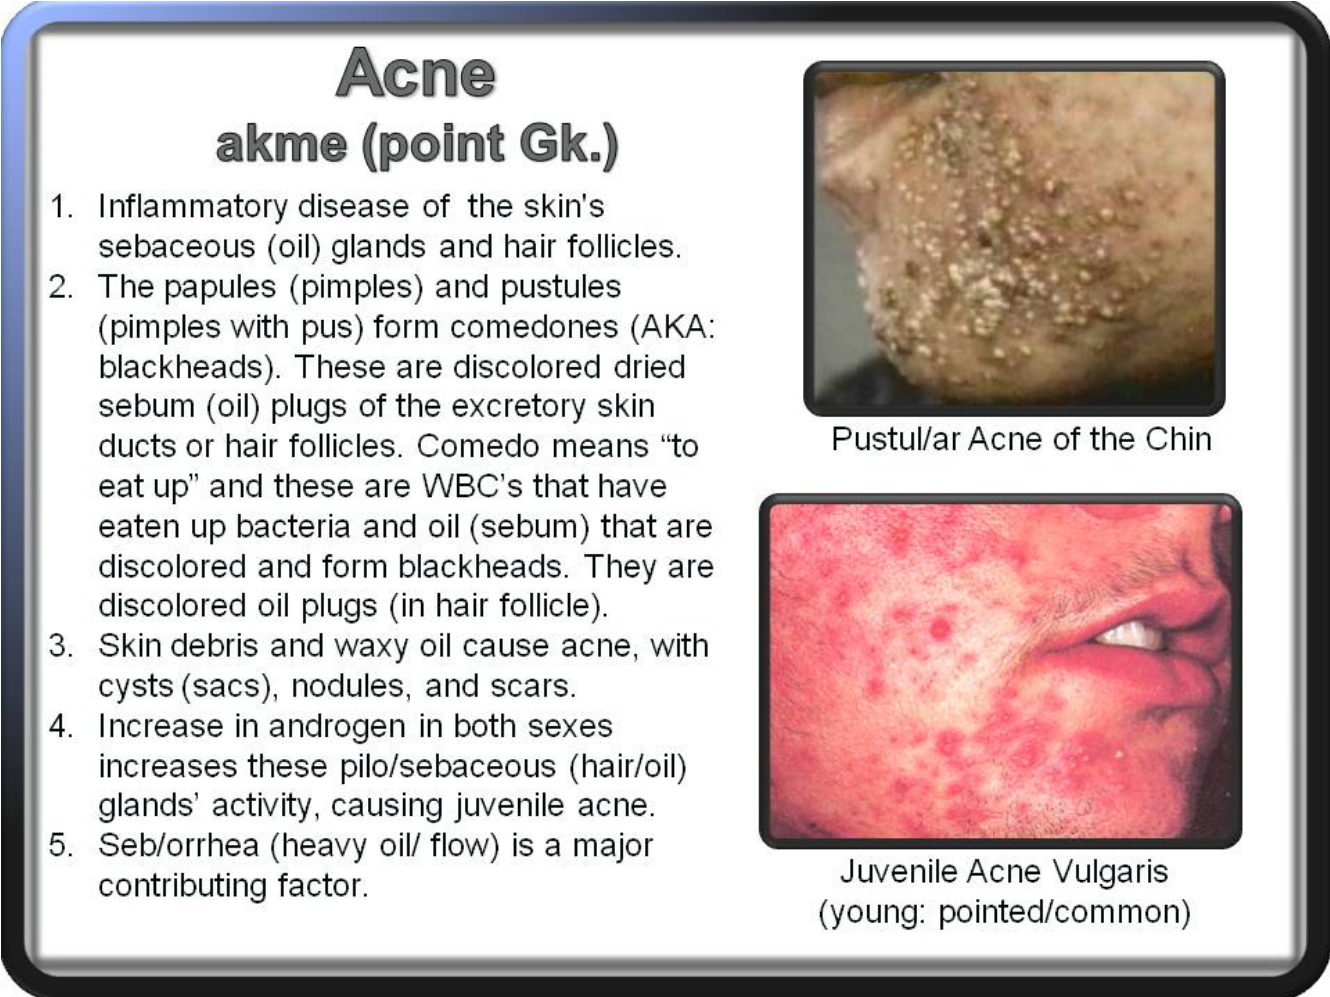 Acne
akme (point Gk.)
1. Inflammatory disease of  the skin's
sebaceous (oil) glands and hair follicles.
2. The papules (pimples) and pustules
(pimples with pus) form comedones (AKA:
blackheads). These are discolored dried
sebum (oil) plugs of the excretory skin
ducts or hair follicles. Comedo means “to
eat up” and these are WBC’s that have
eaten up bacteria and oil (sebum) that are
discolored and form blackheads. They are
discolored oil plugs (in hair follicle).
3. Skin debris and waxy oil cause acne, with
cysts (sacs), nodules, and scars.
4. Increase in androgen in both sexes
increases these pilo/sebaceous (hair/oil)
glands’ activity, causing juvenile acne.
5. Seb/orrhea (heavy oil/ flow) is a major
contributing factor.
Pustul/ar Acne of the Chin
Juvenile Acne Vulgaris
(young: pointed/common)